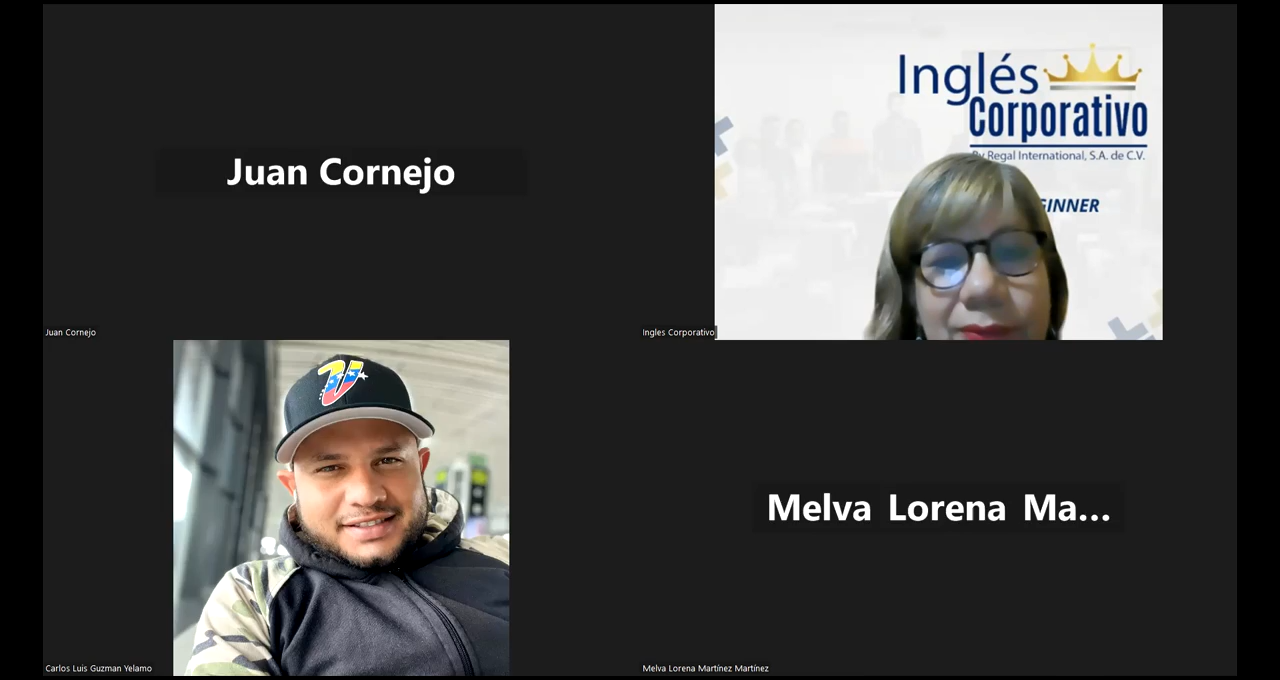 Juan Cornejo
Juan Cornejo
Inglés
Corporativo
By Regal International, S.A. de C.V.
Ingles Corporativo
V
Carlos Luis Guzman Yelamo
Melva Lorena Ma...
Melva Lorena Martínez Martínez